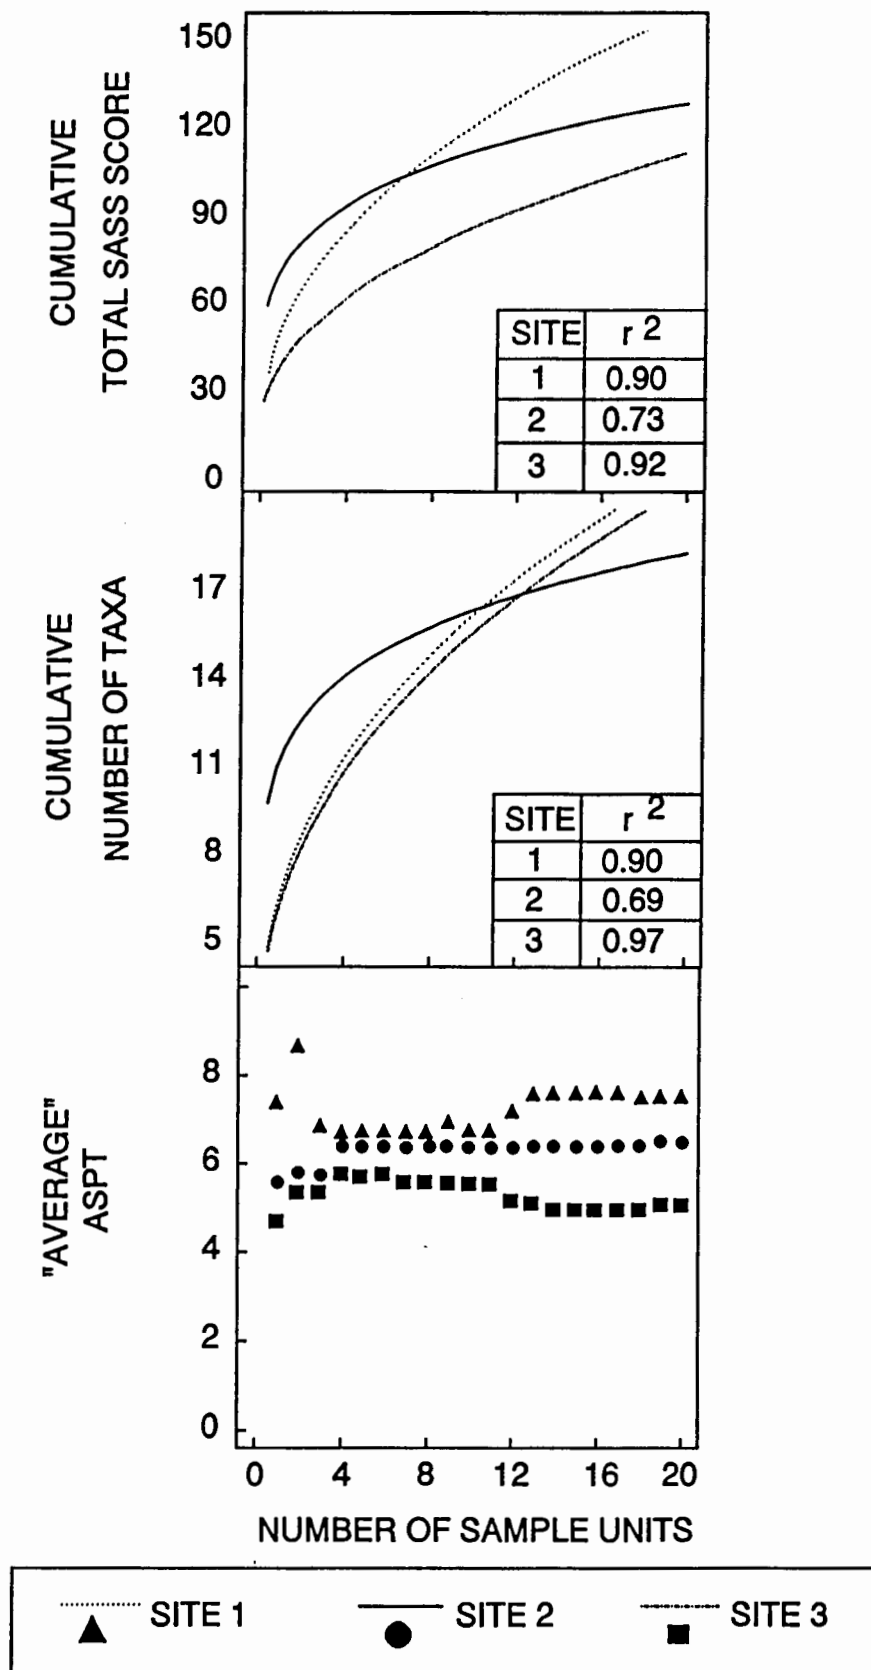 CUMULATIVE
TOTAL SASS SCORE
150
120
90
60
30
0
SITE r 2
1 0.90
2 0.73
3 0.92
CUMULATIVE
NUMBER OF TAXA
17
14
11
8
5
SITE r 2
1 0.90
2 0.69
3 0.97
"AVERAGE"
ASPT
8
6
4
2
0
0 4 8 12 16 20
NUMBER OF SAMPLE UNITS
SITE 1 SITE 2 SITE 3